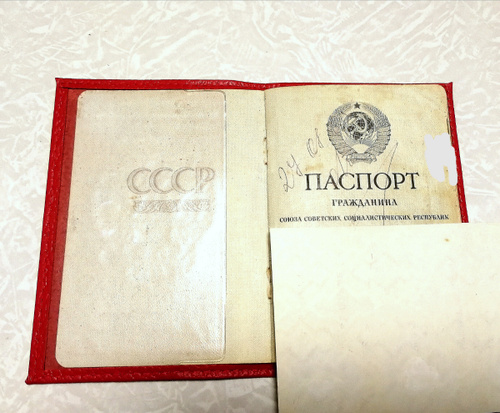 СССР
ПАСПОРТ
ГРАЖДАНИНА
СОЮЗА СОВЕТСКИХ СОЦИАЛИСТИЧЕСКИХ РЕСПУБЛИК